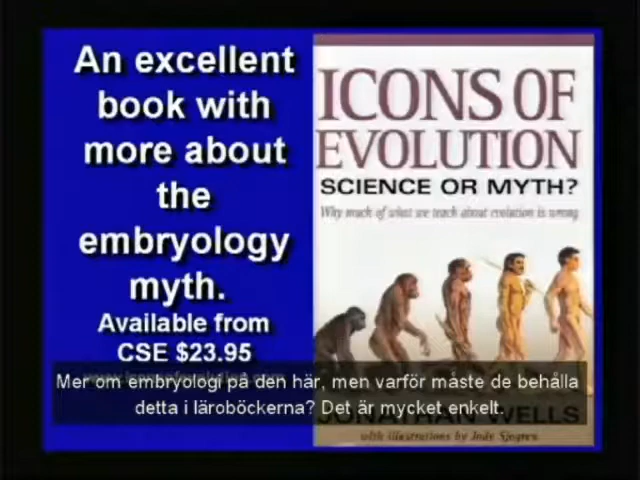 An excellent
book with
more about
the
embryology
myth.
Available from
CSE $23.95
ICONS OF
EVOLUTION
SCIENCE OR MYTH?
Why much of what we teach about evolution is wrong
Mer om embryologi på den här, men varför måste de behålla
detta i läroböckerna? Det är mycket enkelt.
JONATHAN WELLS
with illustrations by Jody Sjogren